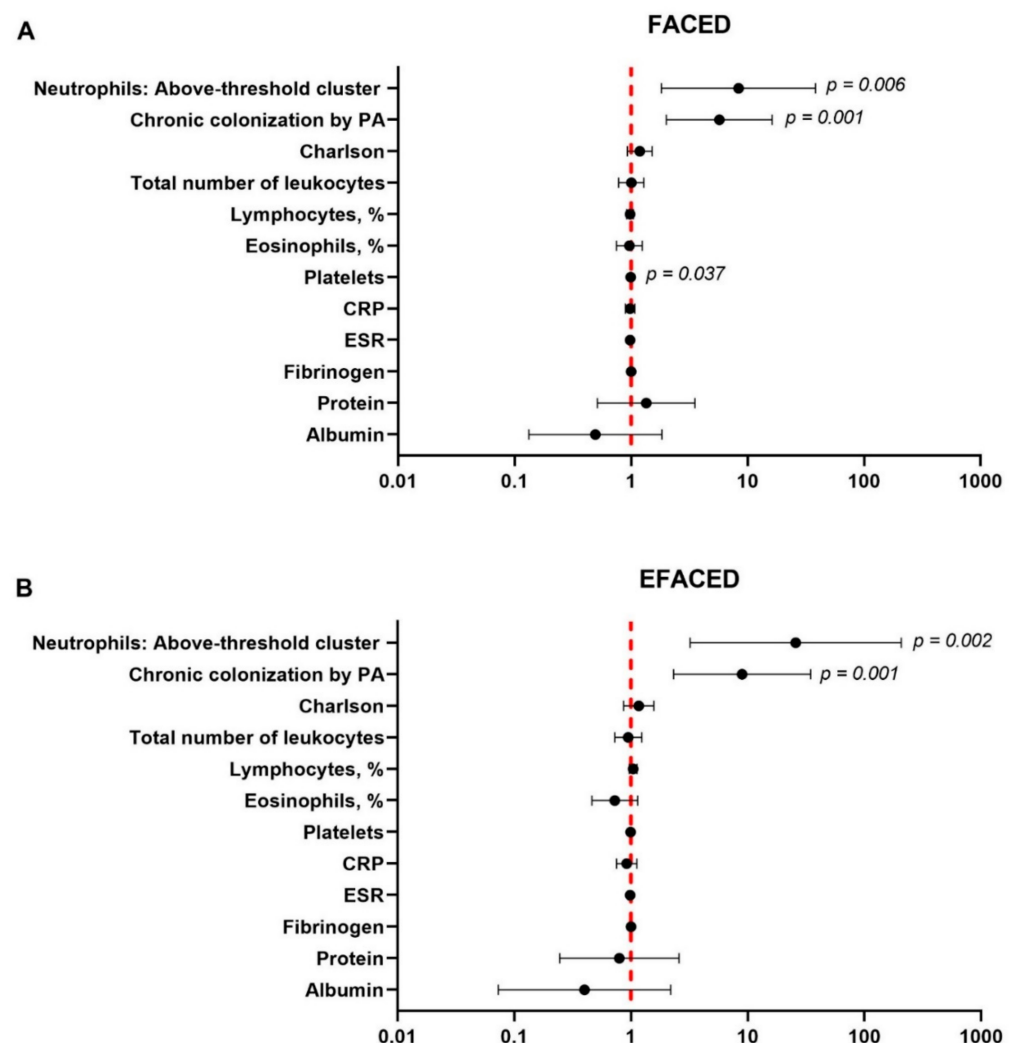 A
FACED
Neutrophils: Above-threshold cluster
p = 0.006
Chronic colonization by PA
p = 0.001
Charlson
Total number of leukocytes
Lymphocytes, %
Eosinophils, %
Platelets
p = 0.037
CRP
ESR
Fibrinogen
Protein
Albumin
0.01 0.1 1 10 100 1000
B
EFACED
Neutrophils: Above-threshold cluster
p = 0.002
Chronic colonization by PA
p = 0.001
Charlson
Total number of leukocytes
Lymphocytes, %
Eosinophils, %
Platelets
CRP
ESR
Fibrinogen
Protein
Albumin
0.01 0.1 1 10 100 1000